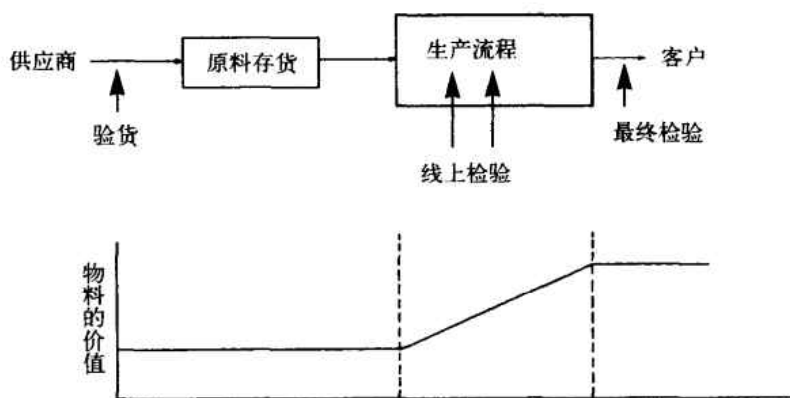 供应商
原料存货
生产流程
客户
验货
线上检验
最终检验
物料的价值